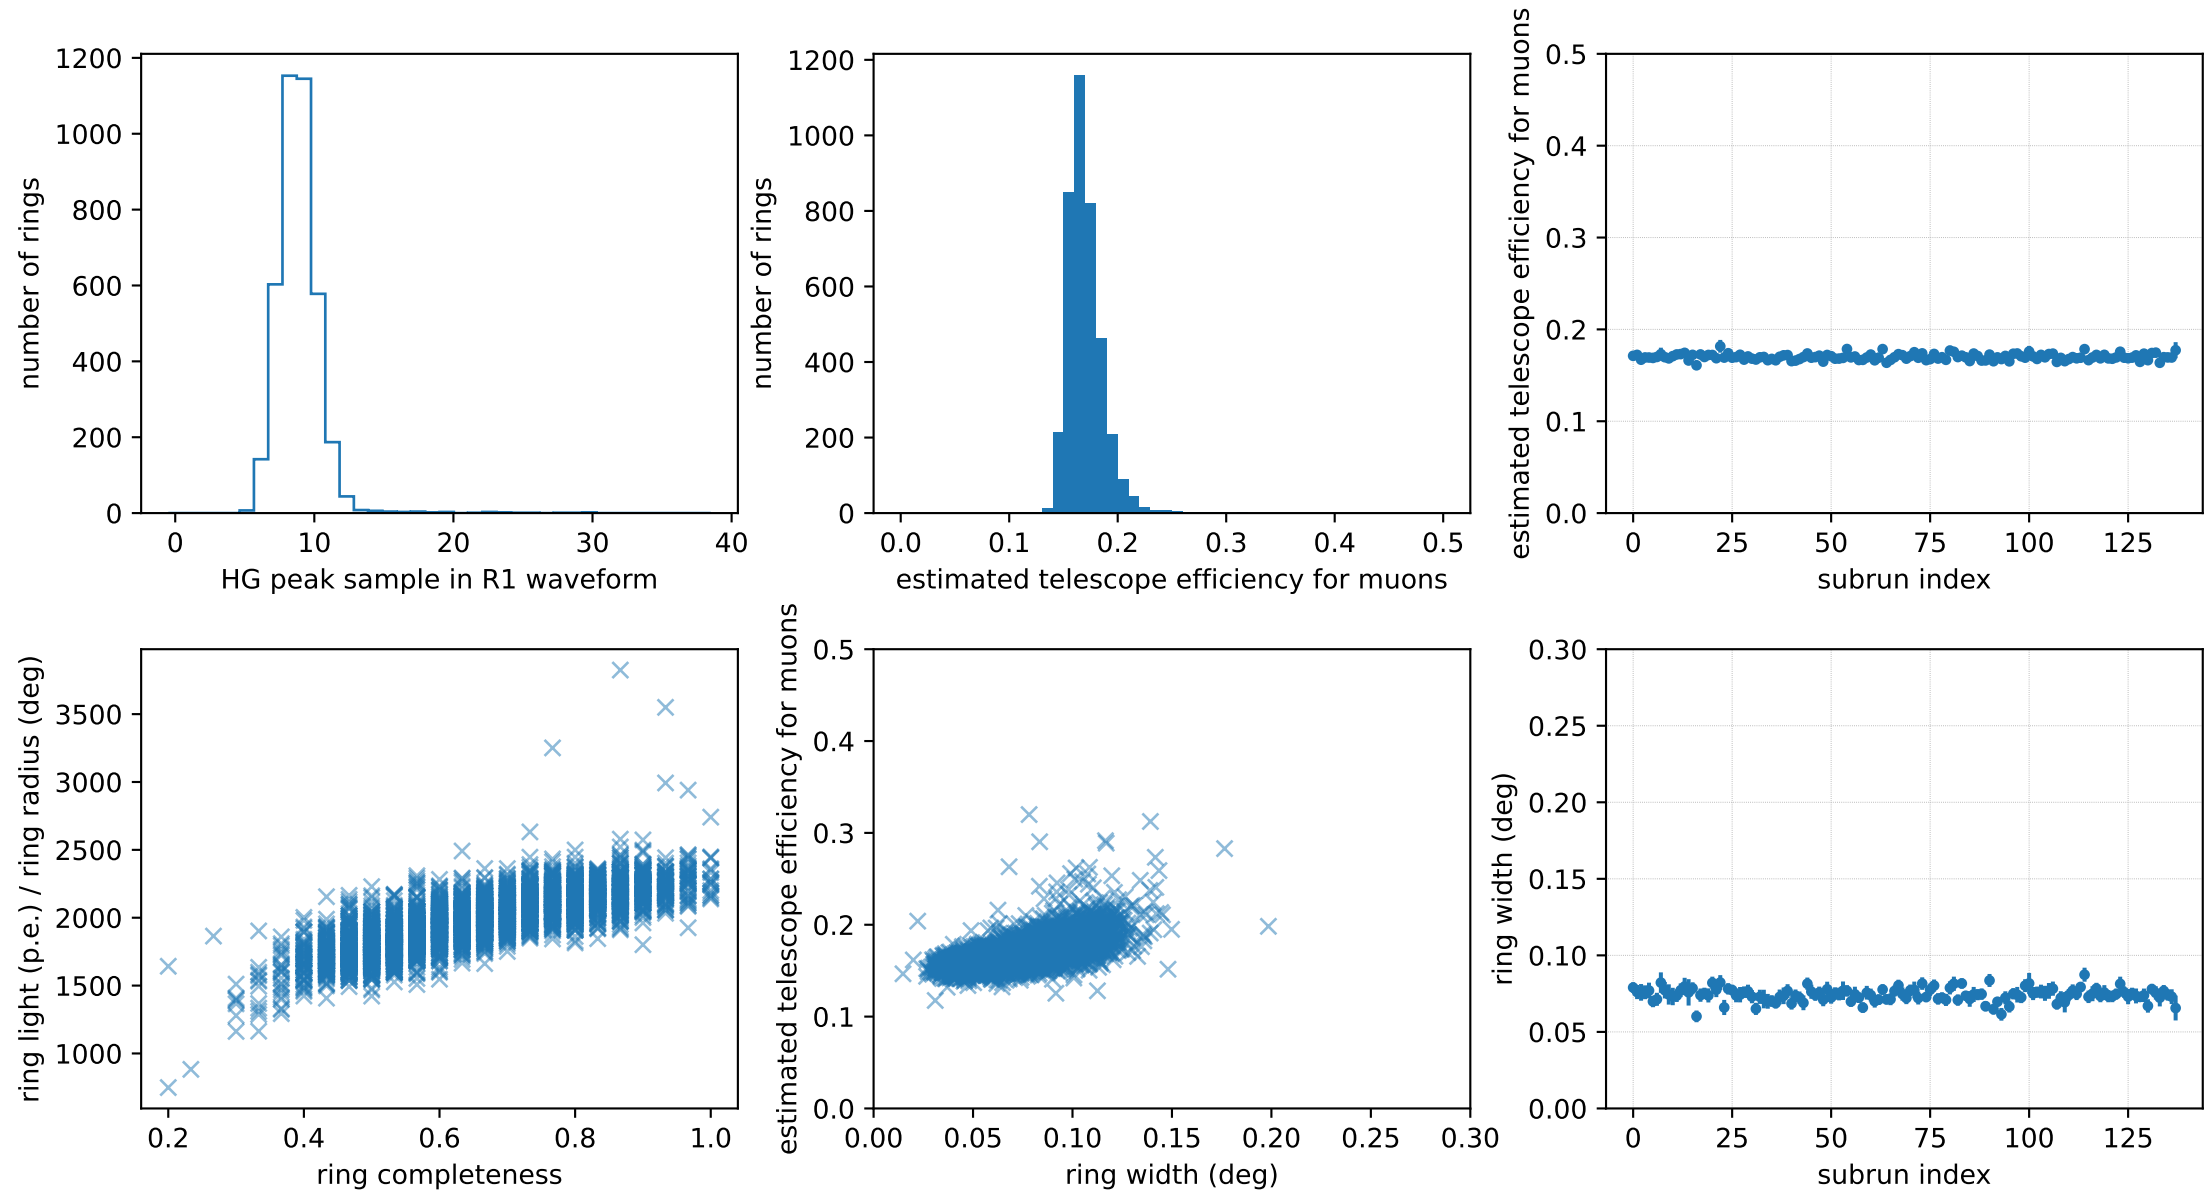 1200
1000
800
600
400
200
0
number of rings
0 10 20 30 40
HG peak sample in R1 waveform
1200
1000
800
600
400
200
0
number of rings
0.0 0.1 0.2 0.3 0.4 0.5
estimated telescope efficiency for muons
0.5
0.4
0.3
0.2
0.1
0.0
estimated telescope efficiency for muons
0 25 50 75 100 125
subrun index
3500
3000
2500
2000
1500
1000
ring light (p.e.) / ring radius (deg)
0.2 0.4 0.6 0.8 1.0
ring completeness
0.5
0.4
0.3
0.2
0.1
0.0
estimated telescope efficiency for muons
0.00 0.05 0.10 0.15 0.20 0.25 0.30
ring width (deg)
0.30
0.25
0.20
0.15
0.10
0.05
0.00
ring width (deg)
0 25 50 75 100 125
subrun index